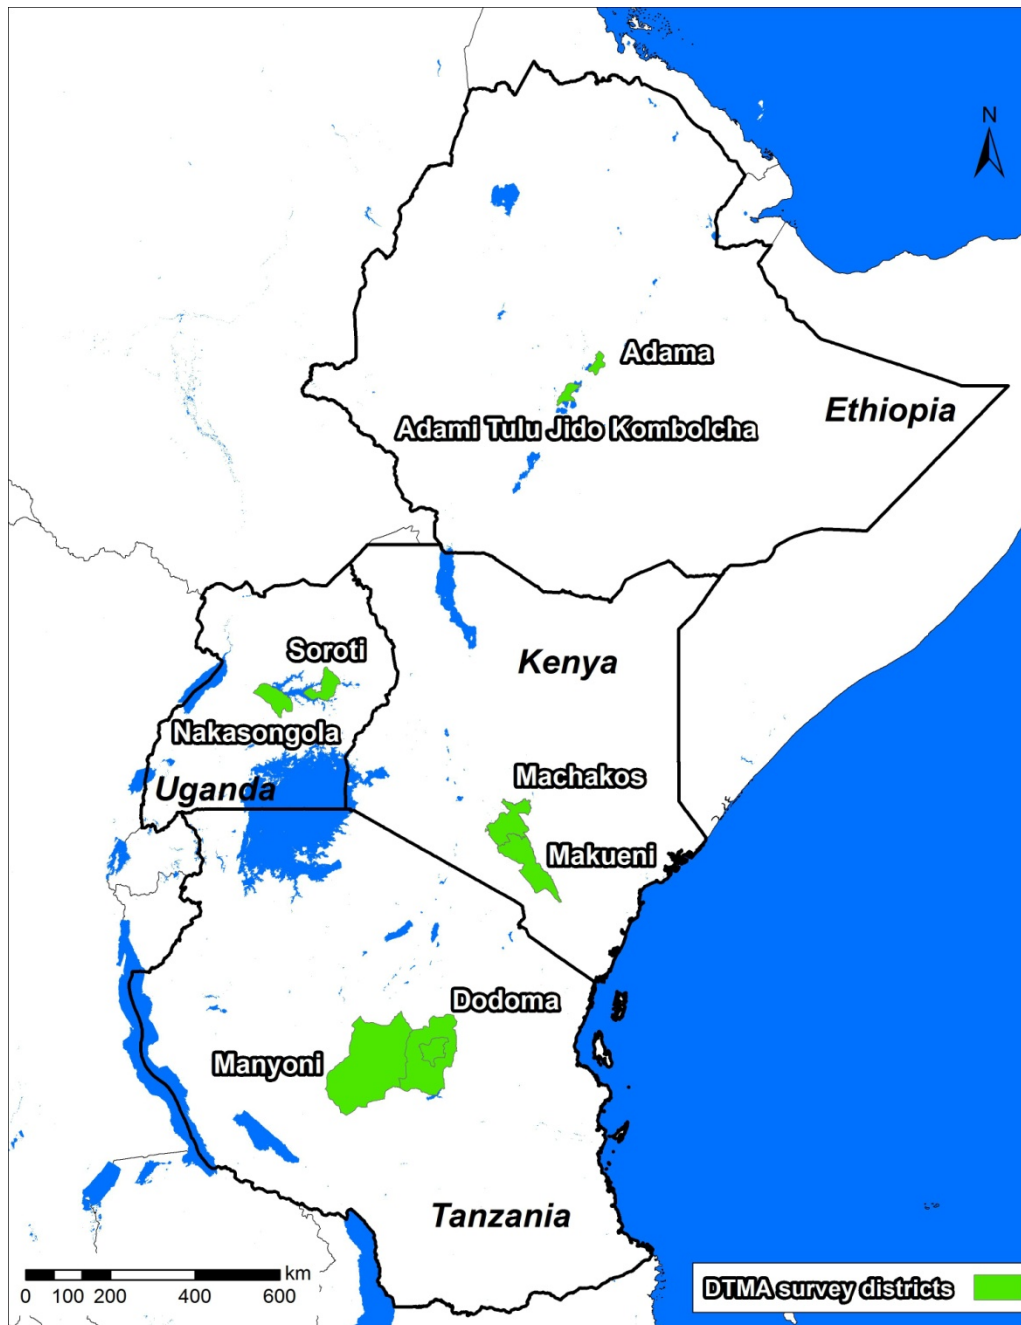 N
Adama
Ethiopia
Adami Tulu Jido Kombolcha
Soroti
Kenya
Nakasongola
Machakos
Uganda
Makueni
Dodoma
Manyoni
Tanzania
km
0 100 200 400 600
DTMA survey districts